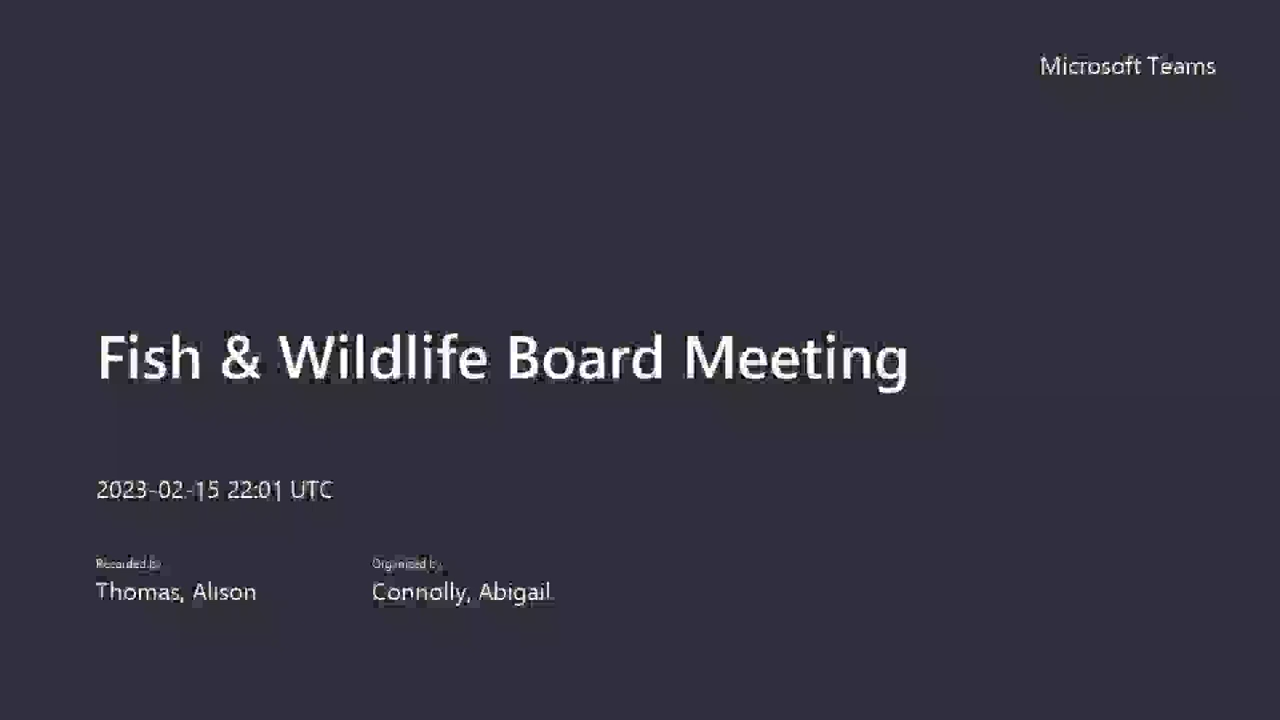 Microsoft Teams
Fish & Wildlife Board Meeting
2023-02-15 22:01 UTC
Recorded by
Organized by
Thomas, Alison
Connolly, Abigail